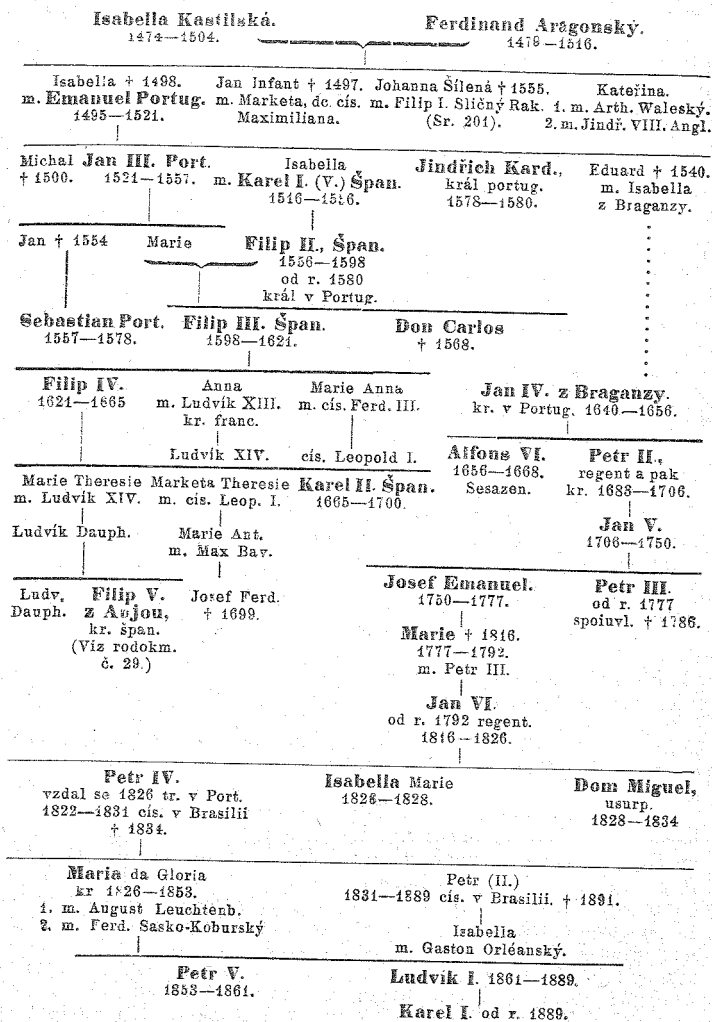 Isabella Kastilská. Ferdinand Aragonský.
1474—1504. 1479—1516.
Isabella † 1498. Jan Infant † 1497. Johanna Šílená † 1555. Kateřina.
m. Emanuel Portug. m. Marketa, dc. cís. m. Filip I. Sličný Rak. 1. m. Arth. Waleský.
1495—1521. Maximiliana. (Sr. 201). 2. m. Jindř. VIII. Angl.
Michal Jan III. Port. Isabella Jindřich Kard., Eduard † 1540.
† 1500. 1521—1557. m. Karel I. (V.) Špan. král portug. m. Isabella
1516—1556. 1578—1580. z Braganzy.
Jan † 1554 Marie Filip II., Špan.
1556—1598
od r. 1580
král v Portug.
Sebastian Port. Filip III. Špan. Don Carlos
1557—1578. 1598—1621. † 1568.
Filip IV. Anna Marie Anna Jan IV. z Braganzy.
1621—1665 m. Ludvík XIII. m. cís. Ferd. III. kr. v Portug. 1640—1656.
kr. franc.
Ludvík XIV. cís. Leopold I. Alfons VI. Petr II.,
1656—1668. regent a pak
Marie Theresie Marketa Theresie Karel II. Špan. Sesazen. kr. 1683—1706.
m. Ludvík XIV. m. cís. Leop. I. 1665—1700.
Jan V.
Ludvík Dauph. Marie Ant. 1706—1750.
m. Max Bav.
Josef Emanuel. Petr III.
Ludv. Filip V. Josef Ferd. 1750—1777. od r. 1777
Dauph. z Anjou, † 1699. spoluvl. † 1786.
kr. špan. Marie † 1816.
(Viz rodokm. 1777—1792.
č. 29.) m. Petr III.
Jan VI.
od r. 1792 regent.
1816—1826.
Petr IV. Isabella Marie Dom Miguel,
vzdal se 1826 tr. v Port. 1826—1828. usurp.
1822—1831 cís. v Brasilii 1828—1834
† 1834.
Maria da Gloria Petr (II.)
kr 1826—1853. 1831—1889 cís. v Brasilii. † 1891.
1. m. August Leuchtenb.
2. m. Ferd. Sasko-Koburský Isabella
m. Gaston Orléanský.
Petr V. Ludvík I. 1861—1889.
1853—1861.
Karel I. od r. 1889.